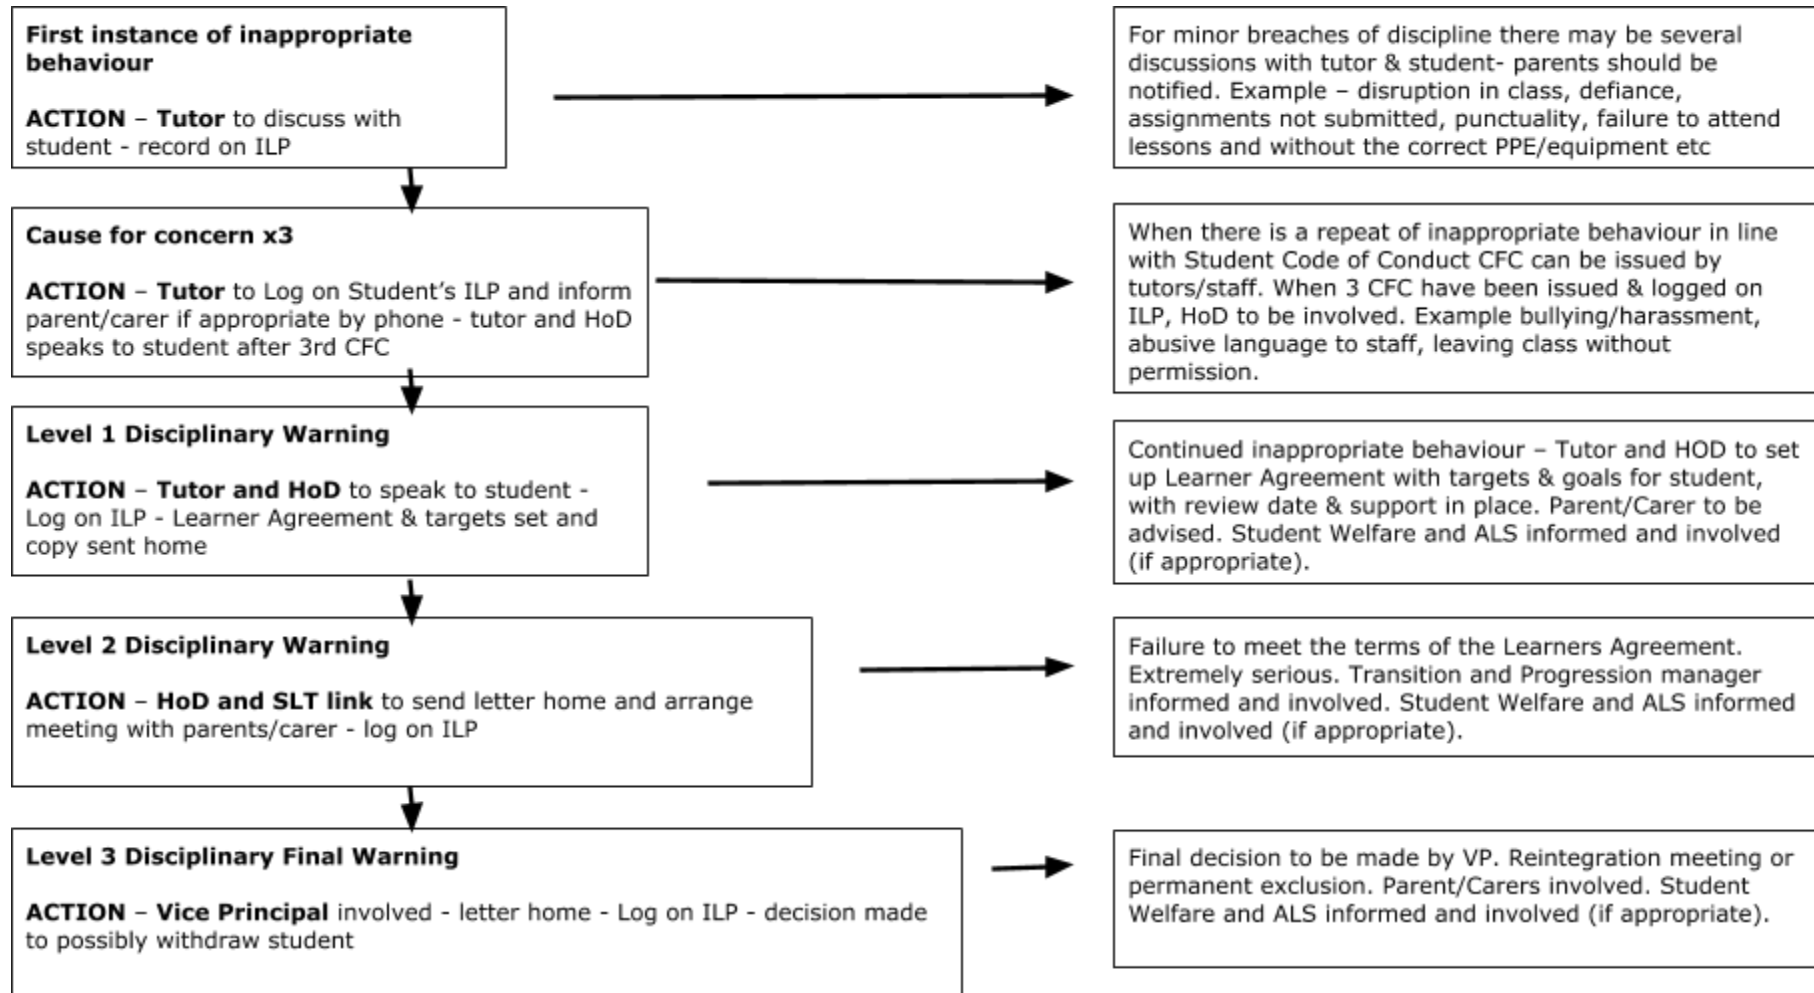 First instance of inappropriate
behaviour
ACTION – Tutor to discuss with
student - record on ILP
For minor breaches of discipline there may be several
discussions with tutor & student- parents should be
notified. Example – disruption in class, defiance,
assignments not submitted, punctuality, failure to attend
lessons and without the correct PPE/equipment etc
Cause for concern x3
ACTION – Tutor to Log on Student’s ILP and inform
parent/carer if appropriate by phone - tutor and HoD
speaks to student after 3rd CFC
When there is a repeat of inappropriate behaviour in line
with Student Code of Conduct CFC can be issued by
tutors/staff. When 3 CFC have been issued & logged on
ILP, HoD to be involved. Example bullying/harassment,
abusive language to staff, leaving class without
permission.
Level 1 Disciplinary Warning
ACTION – Tutor and HoD to speak to student -
Log on ILP - Learner Agreement & targets set and
copy sent home
Continued inappropriate behaviour – Tutor and HOD to set
up Learner Agreement with targets & goals for student,
with review date & support in place. Parent/Carer to be
advised. Student Welfare and ALS informed and involved
(if appropriate).
Level 2 Disciplinary Warning
ACTION – HoD and SLT link to send letter home and arrange
meeting with parents/carer - log on ILP
Failure to meet the terms of the Learners Agreement.
Extremely serious. Transition and Progression manager
informed and involved. Student Welfare and ALS informed
and involved (if appropriate).
Level 3 Disciplinary Final Warning
ACTION – Vice Principal involved - letter home - Log on ILP - decision made
to possibly withdraw student
Final decision to be made by VP. Reintegration meeting or
permanent exclusion. Parent/Carers involved. Student
Welfare and ALS informed and involved (if appropriate).